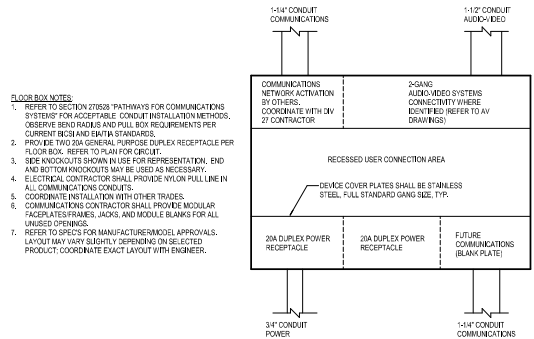 1-1/4" CONDUIT
COMMUNICATIONS
1-1/2" CONDUIT
AUDIO-VIDEO
FLOOR BOX NOTES:
1. REFER TO SECTION 270528 "PATHWAYS FOR COMMUNICATIONS
SYSTEMS" FOR ACCEPTABLE CONDUIT INSTALLATION METHODS.
OBSERVE BEND RADIUS AND PULL BOX REQUIREMENTS PER
CURRENT BICSI AND EIA/TIA STANDARDS.
2. PROVIDE TWO 20A GENERAL PURPOSE DUPLEX RECEPTACLE PER
FLOOR BOX. REFER TO PLAN FOR CIRCUIT.
3. SIDE KNOCKOUTS SHOWN IN USE FOR REPRESENTATION. END
AND BOTTOM KNOCKOUTS MAY BE USED AS NECESSARY.
4. ELECTRICAL CONTRACTOR SHALL PROVIDE NYLON PULL LINE IN
ALL COMMUNICATIONS CONDUITS.
5. COORDINATE INSTALLATION WITH OTHER TRADES.
6. COMMUNICATIONS CONTRACTOR SHALL PROVIDE MODULAR
FACEPLATES/FRAMES, JACKS, AND MODULE BLANKS FOR ALL
UNUSED OPENINGS.
7. REFER TO SPEC'S FOR MANUFACTURER/MODEL APPROVALS.
LAYOUT MAY VARY SLIGHTLY DEPENDING ON SELECTED
PRODUCT; COORDINATE EXACT LAYOUT WITH ENGINEER.
COMMUNICATIONS
NETWORK ACTIVATION
BY OTHERS.
COORDINATE WITH DIV
27 CONTRACTOR
2-GANG
AUDIO-VIDEO SYSTEMS
CONNECTIVITY WHERE
IDENTIFIED (REFER TO AV
DRAWINGS)
RECESSED USER CONNECTION AREA
DEVICE COVER PLATES SHALL BE STAINLESS
STEEL, FULL STANDARD GANG SIZE, TYP.
20A DUPLEX POWER
RECEPTACLE
20A DUPLEX POWER
RECEPTACLE
FUTURE
COMMUNICATIONS
(BLANK PLATE)
3/4" CONDUIT
POWER
1-1/4" CONDUIT
COMMUNICATIONS